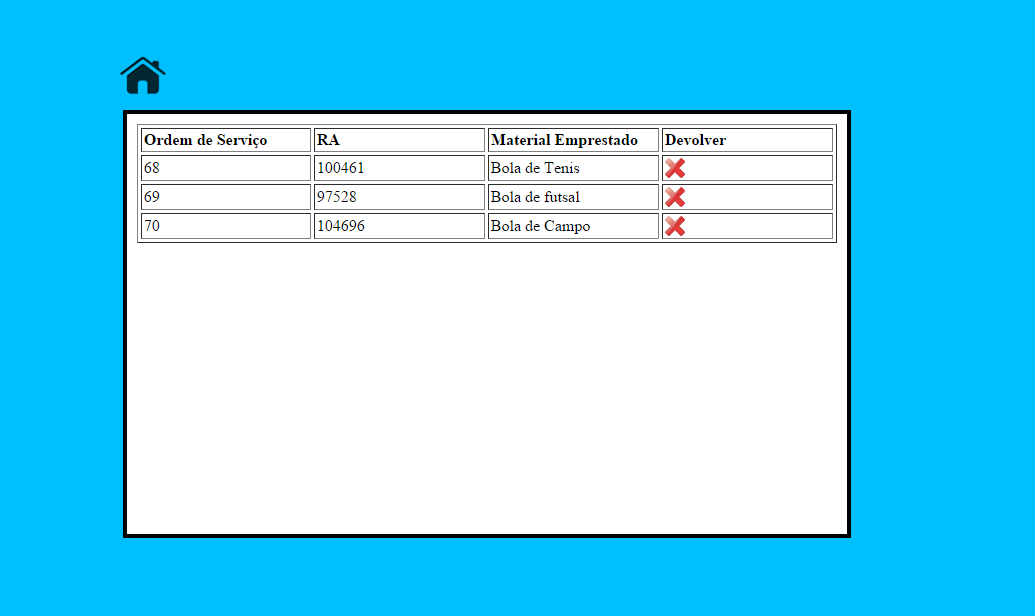 Ordem de Serviço RA Material Emprestado Devolver
68 100461 Bola de Tenis
69 97528 Bola de futsal
70 104696 Bola de Campo